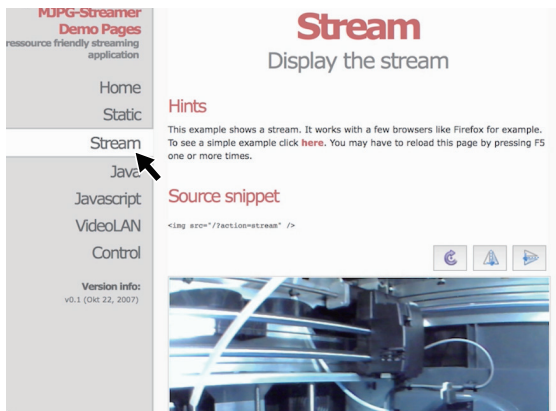 MJPG-Streamer
Demo Pages
ressource friendly streaming
application
Home
Static
Stream
Java
Javascript
VideoLAN
Control
Version info:
v0.1 (Okt 22, 2007)
Stream
Display the stream
Hints
This example shows a stream. It works with a few browsers like Firefox for example.
To see a simple example click here. You may have to reload this page by pressing F5
one or more times.
Source snippet
<img src="/?action=stream" />